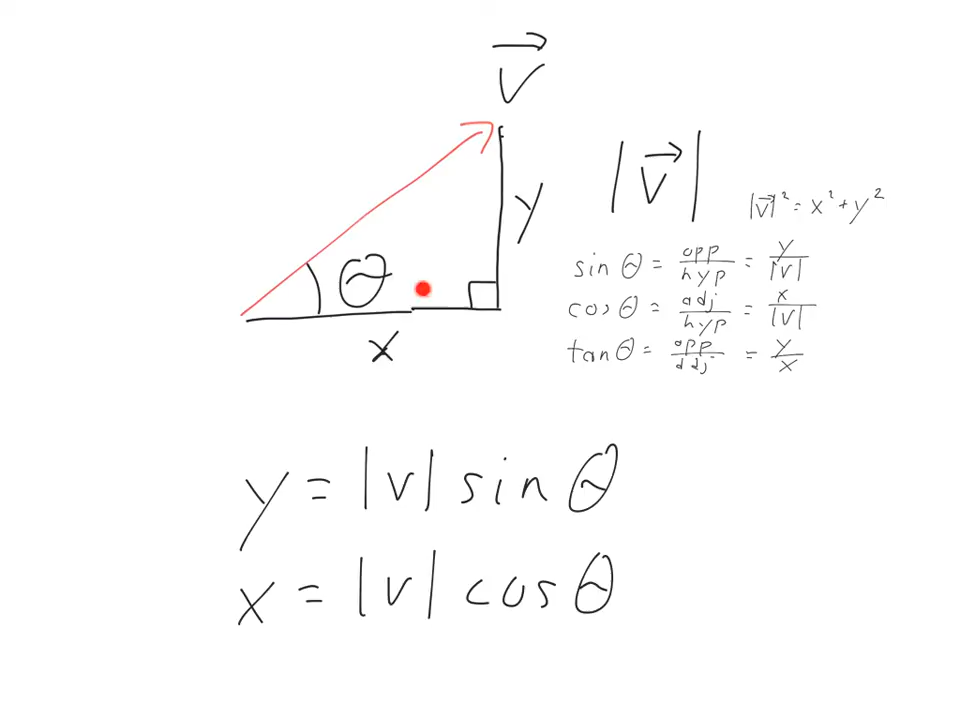 →
V
|V⃗|
|V⃗|² = x² + y²
y
θ
sin θ = opp/hyp = y/|V|
cos θ = adj/hyp = x/|V|
tan θ = opp/adj = y/x
x
y = |v| sin θ
x = |v| cos θ